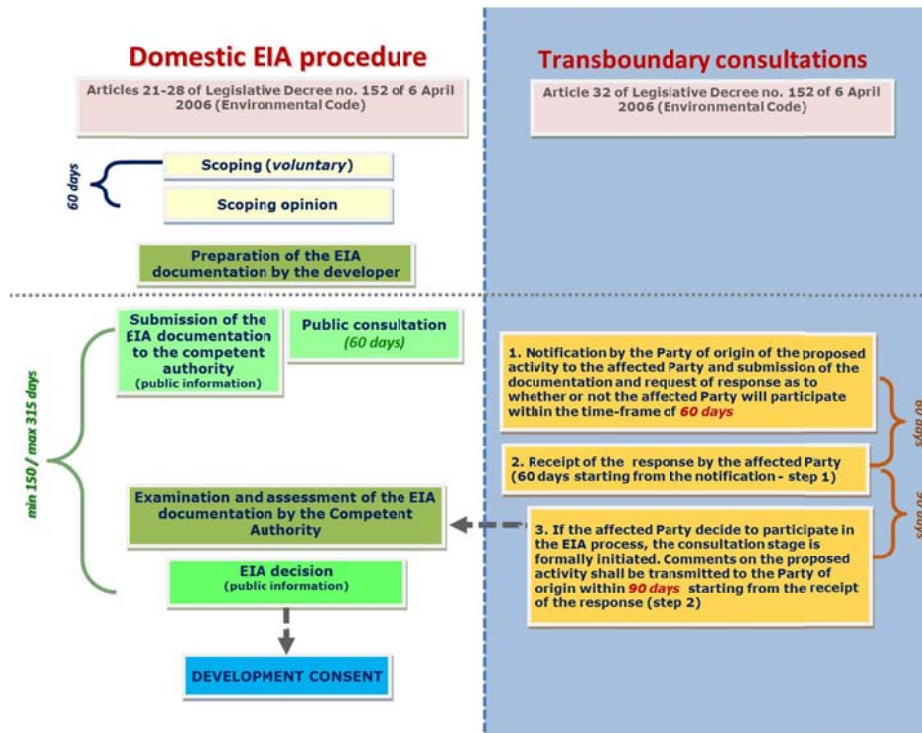 Domestic EIA procedure
Articles 21-28 of Legislative Decree no. 152 of 6 April
2006 (Environmental Code)
60 days
Scoping (voluntary)
Scoping opinion
Preparation of the EIA
documentation by the developer
min 150 / max 315 days
Submission of the
EIA documentation
to the competent
authority
(public information)
Public consultation
(60 days)
Examination and assessment of the EIA
documentation by the Competent
Authority
EIA decision
(public information)
DEVELOPMENT CONSENT
Transboundary consultations
Article 32 of Legislative Decree no. 152 of 6 April
2006 (Environmental Code)
1. Notification by the Party of origin of the proposed
activity to the affected Party and submission of the
documentation and request of response as to
whether or not the affected Party will participate
within the time-frame of 60 days
60 days
2. Receipt of the response by the affected Party
(60 days starting from the notification - step 1)
90 days
3. If the affected Party decide to participate in
the EIA process, the consultation stage is
formally initiated. Comments on the proposed
activity shall be transmitted to the Party of
origin within 90 days starting from the receipt
of the response (step 2)